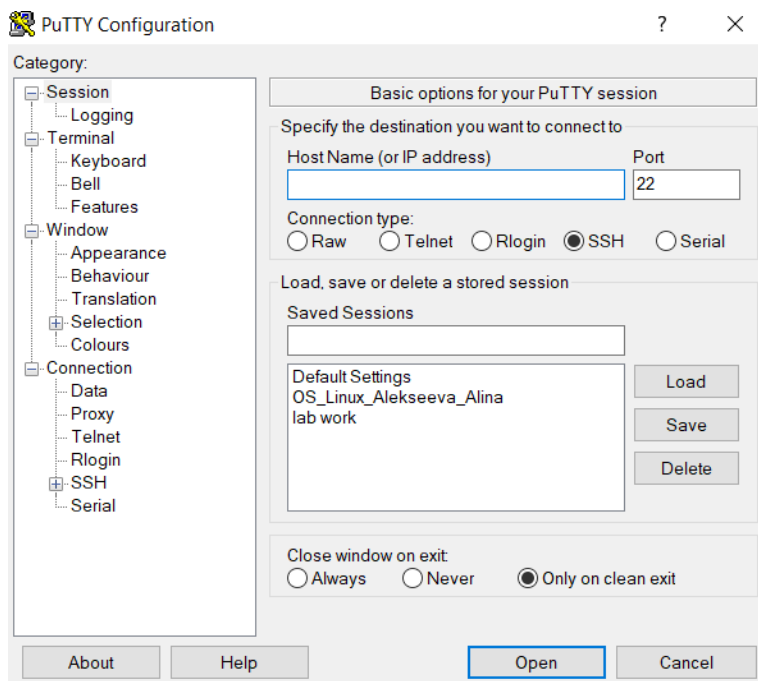 PuTTY Configuration
?
Category:
Session
Logging
Terminal
Keyboard
Bell
Features
Window
Appearance
Behaviour
Translation
Selection
Colours
Connection
Data
Proxy
Telnet
Rlogin
SSH
Serial
Basic options for your PuTTY session
Specify the destination you want to connect to
Host Name (or IP address) Port
22
Connection type:
Raw Telnet Rlogin SSH Serial
Load, save or delete a stored session
Saved Sessions
Default Settings
OS_Linux_Alekseeva_Alina
lab work
Load
Save
Delete
Close window on exit:
Always Never Only on clean exit
About Help Open Cancel